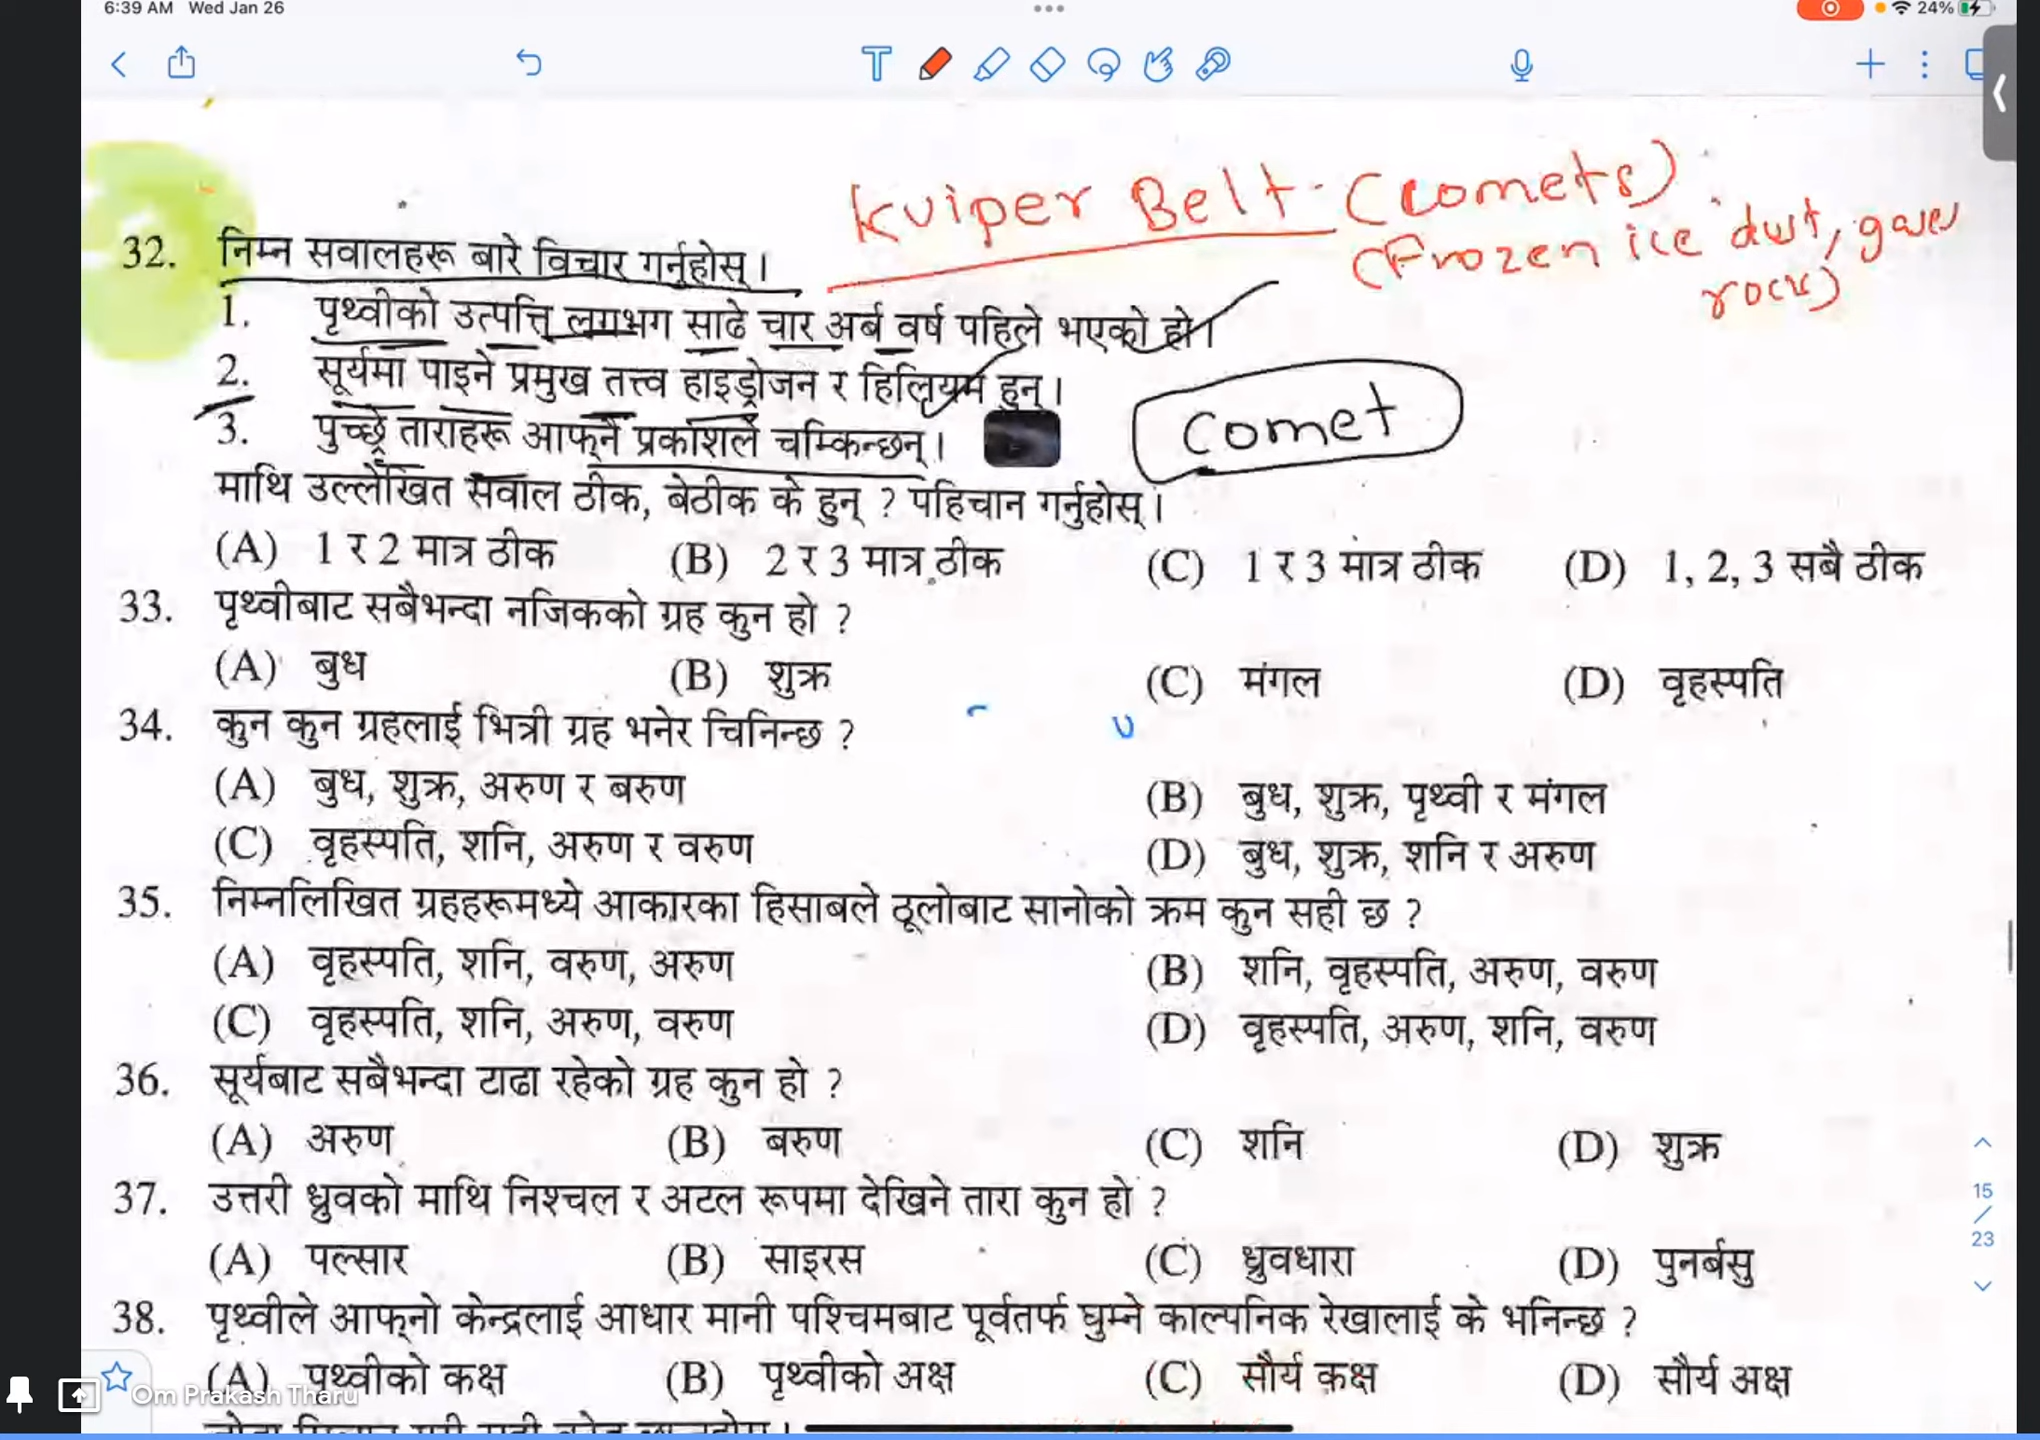 6:39 AM Wed Jan 26
24%
Kuiper Belt (comets)
(Frozen ice dust, gases
rock)
32. निम्न सवालहरू बारे विचार गर्नुहोस् ।
1. पृथ्वीको उत्पत्ति लगभग साढे चार अर्ब वर्ष पहिले भएको हो ।
2. सूर्यमा पाइने प्रमुख तत्त्व हाइड्रोजन र हिलियम हुन् ।
3. पुच्छ्रे ताराहरू आफ्नै प्रकाशले चम्किन्छन् ।
comet
माथि उल्लेखित सवाल ठीक, बेठीक के हुन् ? पहिचान गर्नुहोस् ।
(A) 1 र 2 मात्र ठीक (B) 2 र 3 मात्र ठीक (C) 1 र 3 मात्र ठीक (D) 1, 2, 3 सबै ठीक
33. पृथ्वीबाट सबैभन्दा नजिकको ग्रह कुन हो ?
(A) बुध (B) शुक्र (C) मंगल (D) वृहस्पति
34. कुन कुन ग्रहलाई भित्री ग्रह भनेर चिनिन्छ ?
(A) बुध, शुक्र, अरुण र बरुण (B) बुध, शुक्र, पृथ्वी र मंगल
(C) वृहस्पति, शनि, अरुण र वरुण (D) बुध, शुक्र, शनि र अरुण
35. निम्नलिखित ग्रहहरूमध्ये आकारका हिसाबले ठूलोबाट सानोको क्रम कुन सही छ ?
(A) वृहस्पति, शनि, वरुण, अरुण (B) शनि, वृहस्पति, अरुण, वरुण
(C) वृहस्पति, शनि, अरुण, वरुण (D) वृहस्पति, अरुण, शनि, वरुण
36. सूर्यबाट सबैभन्दा टाढा रहेको ग्रह कुन हो ?
(A) अरुण (B) बरुण (C) शनि (D) शुक्र
37. उत्तरी ध्रुवको माथि निश्चल र अटल रूपमा देखिने तारा कुन हो ?
(A) पल्सार (B) साइरस (C) ध्रुवधारा (D) पुनर्बसु
15
/
23
38. पृथ्वीले आफ्नो केन्द्रलाई आधार मानी पश्चिमबाट पूर्वतर्फ घुम्ने काल्पनिक रेखालाई के भनिन्छ ?
(A) पृथ्वीको कक्ष (B) पृथ्वीको अक्ष (C) सौर्य कक्ष (D) सौर्य अक्ष
Om Prakash Tharu